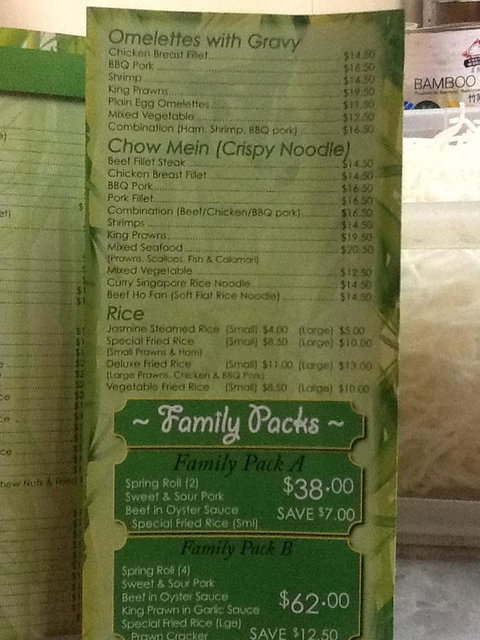 Omelettes with Gravy
Chicken Breast Fillet $14.50
BBQ Pork $16.50
Shrimp $14.50
King Prawns $19.50
Plain Egg Omelettes $11.50
Mixed Vegetable $12.50
Combination (Ham, Shrimp, BBQ pork) $16.50
Chow Mein (Crispy Noodle)
Beef Fillet Steak $14.50
Chicken Breast Fillet $14.50
BBQ Pork $16.50
Pork Fillet $16.50
Combination (Beef/Chicken/BBQ pork) $16.50
Shrimps $14.50
King Prawns $19.50
Mixed Seafood $20.50
(Prawns, Scallops, Fish & Calamari)
Mixed Vegetable $12.50
Curry Singapore Rice Noodle $14.50
Beef Ho Fan (Soft Flat Rice Noodle) $14.50
Rice
Jasmine Steamed Rice (Small) $4.00 (Large) $5.00
Special Fried Rice (Small) $8.50 (Large) $10.00
(Small Prawns & Ham)
Deluxe Fried Rice (Small) $11.00 (Large) $13.00
(Large Prawns, Chicken & BBQ Pork)
Vegetable Fried Rice (Small) $8.50 (Large) $10.00
~ Family Packs ~
Family Pack A
Spring Roll (2)
Sweet & Sour Pork
Beef in Oyster Sauce
Special Fried Rice (Sml)
$38.00
SAVE $7.00
Family Pack B
Spring Roll (4)
Sweet & Sour Pork
Beef in Oyster Sauce
King Prawn in Garlic Sauce
Special Fried Rice (Lge)
Prawn Cracker
$62.00
SAVE $12.50
BAMBOO
hew Nuts & Fried